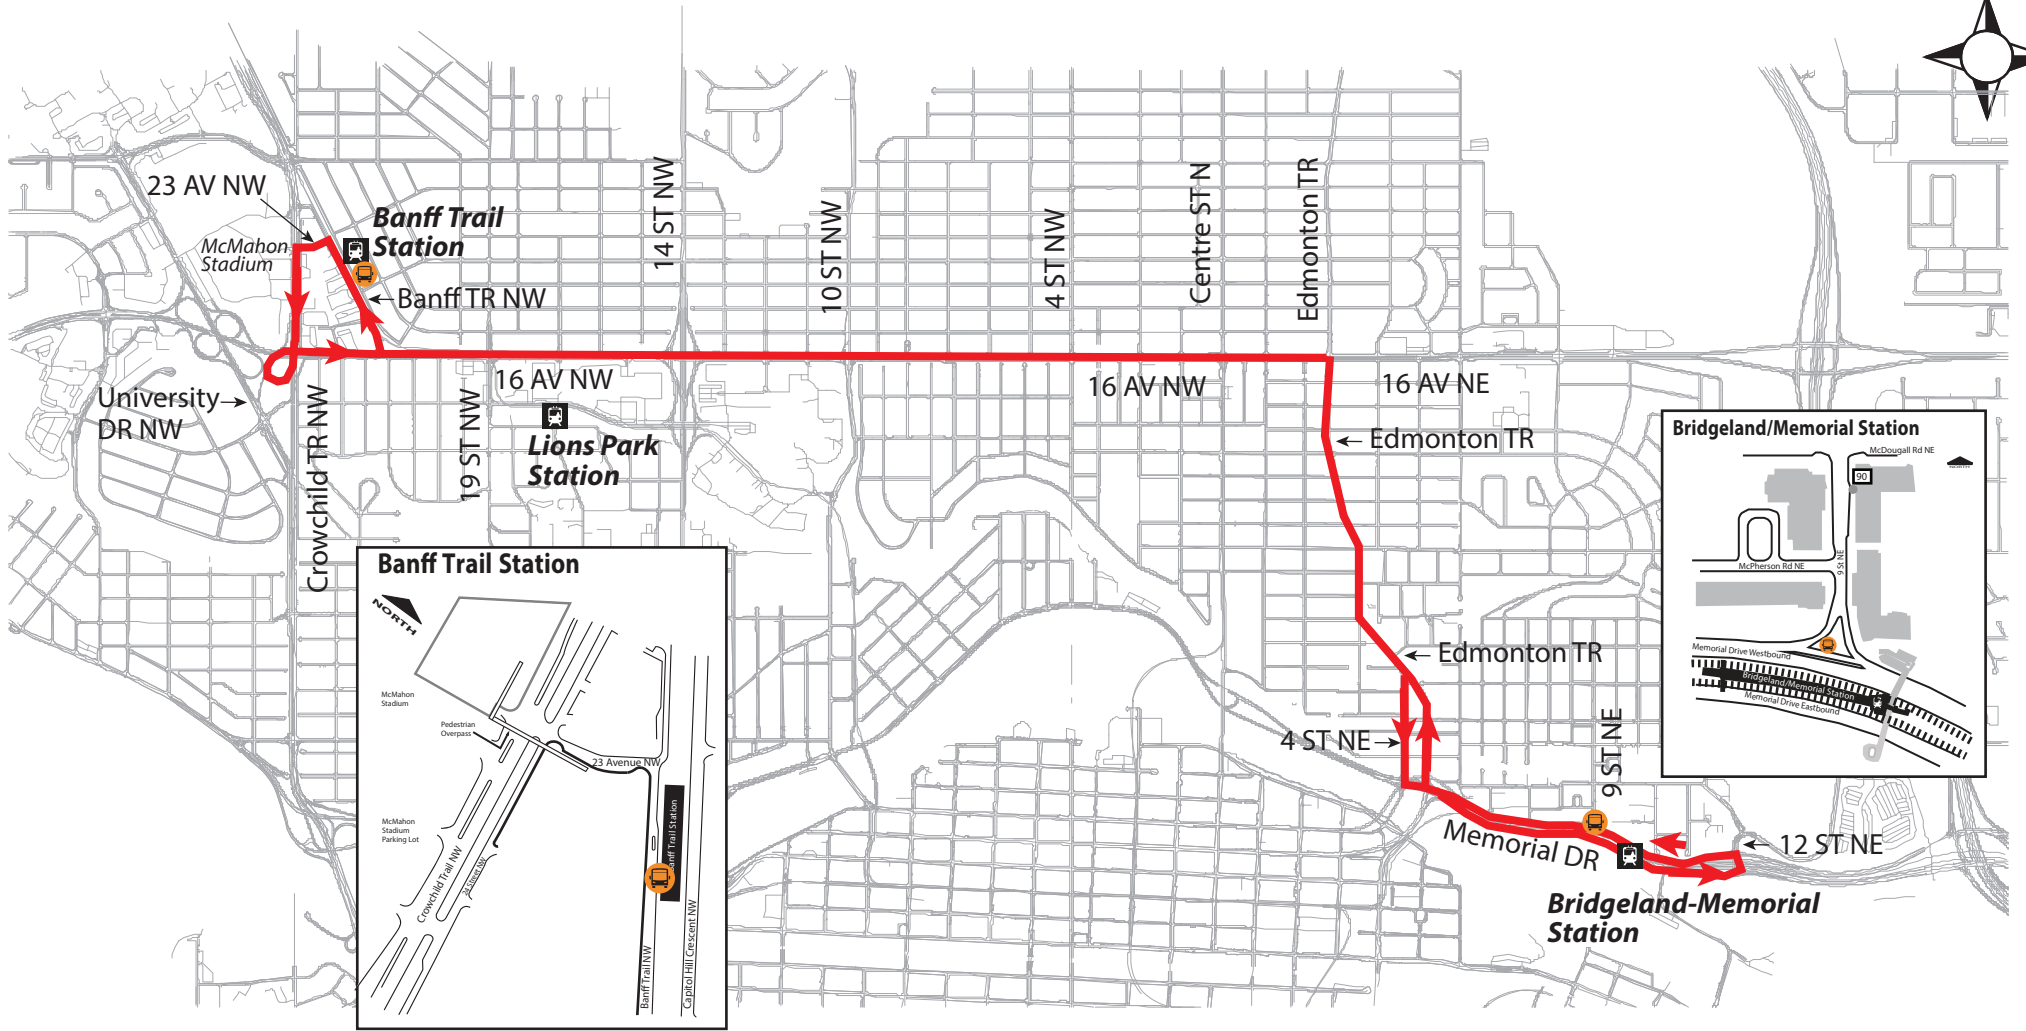 23 AV NW
McMahon
Stadium
Banff Trail
Station
Banff TR NW
14 ST NW
10 ST NW
4 ST NW
Centre ST N
Edmonton TR
University
DR NW
Crowchild TR NW
19 ST NW
16 AV NW
Lions Park
Station
16 AV NW
16 AV NE
Edmonton TR
Edmonton TR
4 ST NE
9 ST NE
Memorial DR
12 ST NE
Bridgeland-Memorial
Station
Banff Trail Station
NORTH
McMahon
Stadium
Pedestrian
Overpass
23 Avenue NW
McMahon
Stadium
Parking Lot
Crowchild Trail NW
24 Street NW
Banff Trail Station
Banff Trail NW
Capitol Hill Crescent NW
Bridgeland/Memorial Station
McDougall Rd NE
NORTH
90
9 St NE
McPherson Rd NE
Memorial Drive Westbound
Bridgeland/Memorial Station
Memorial Drive Eastbound